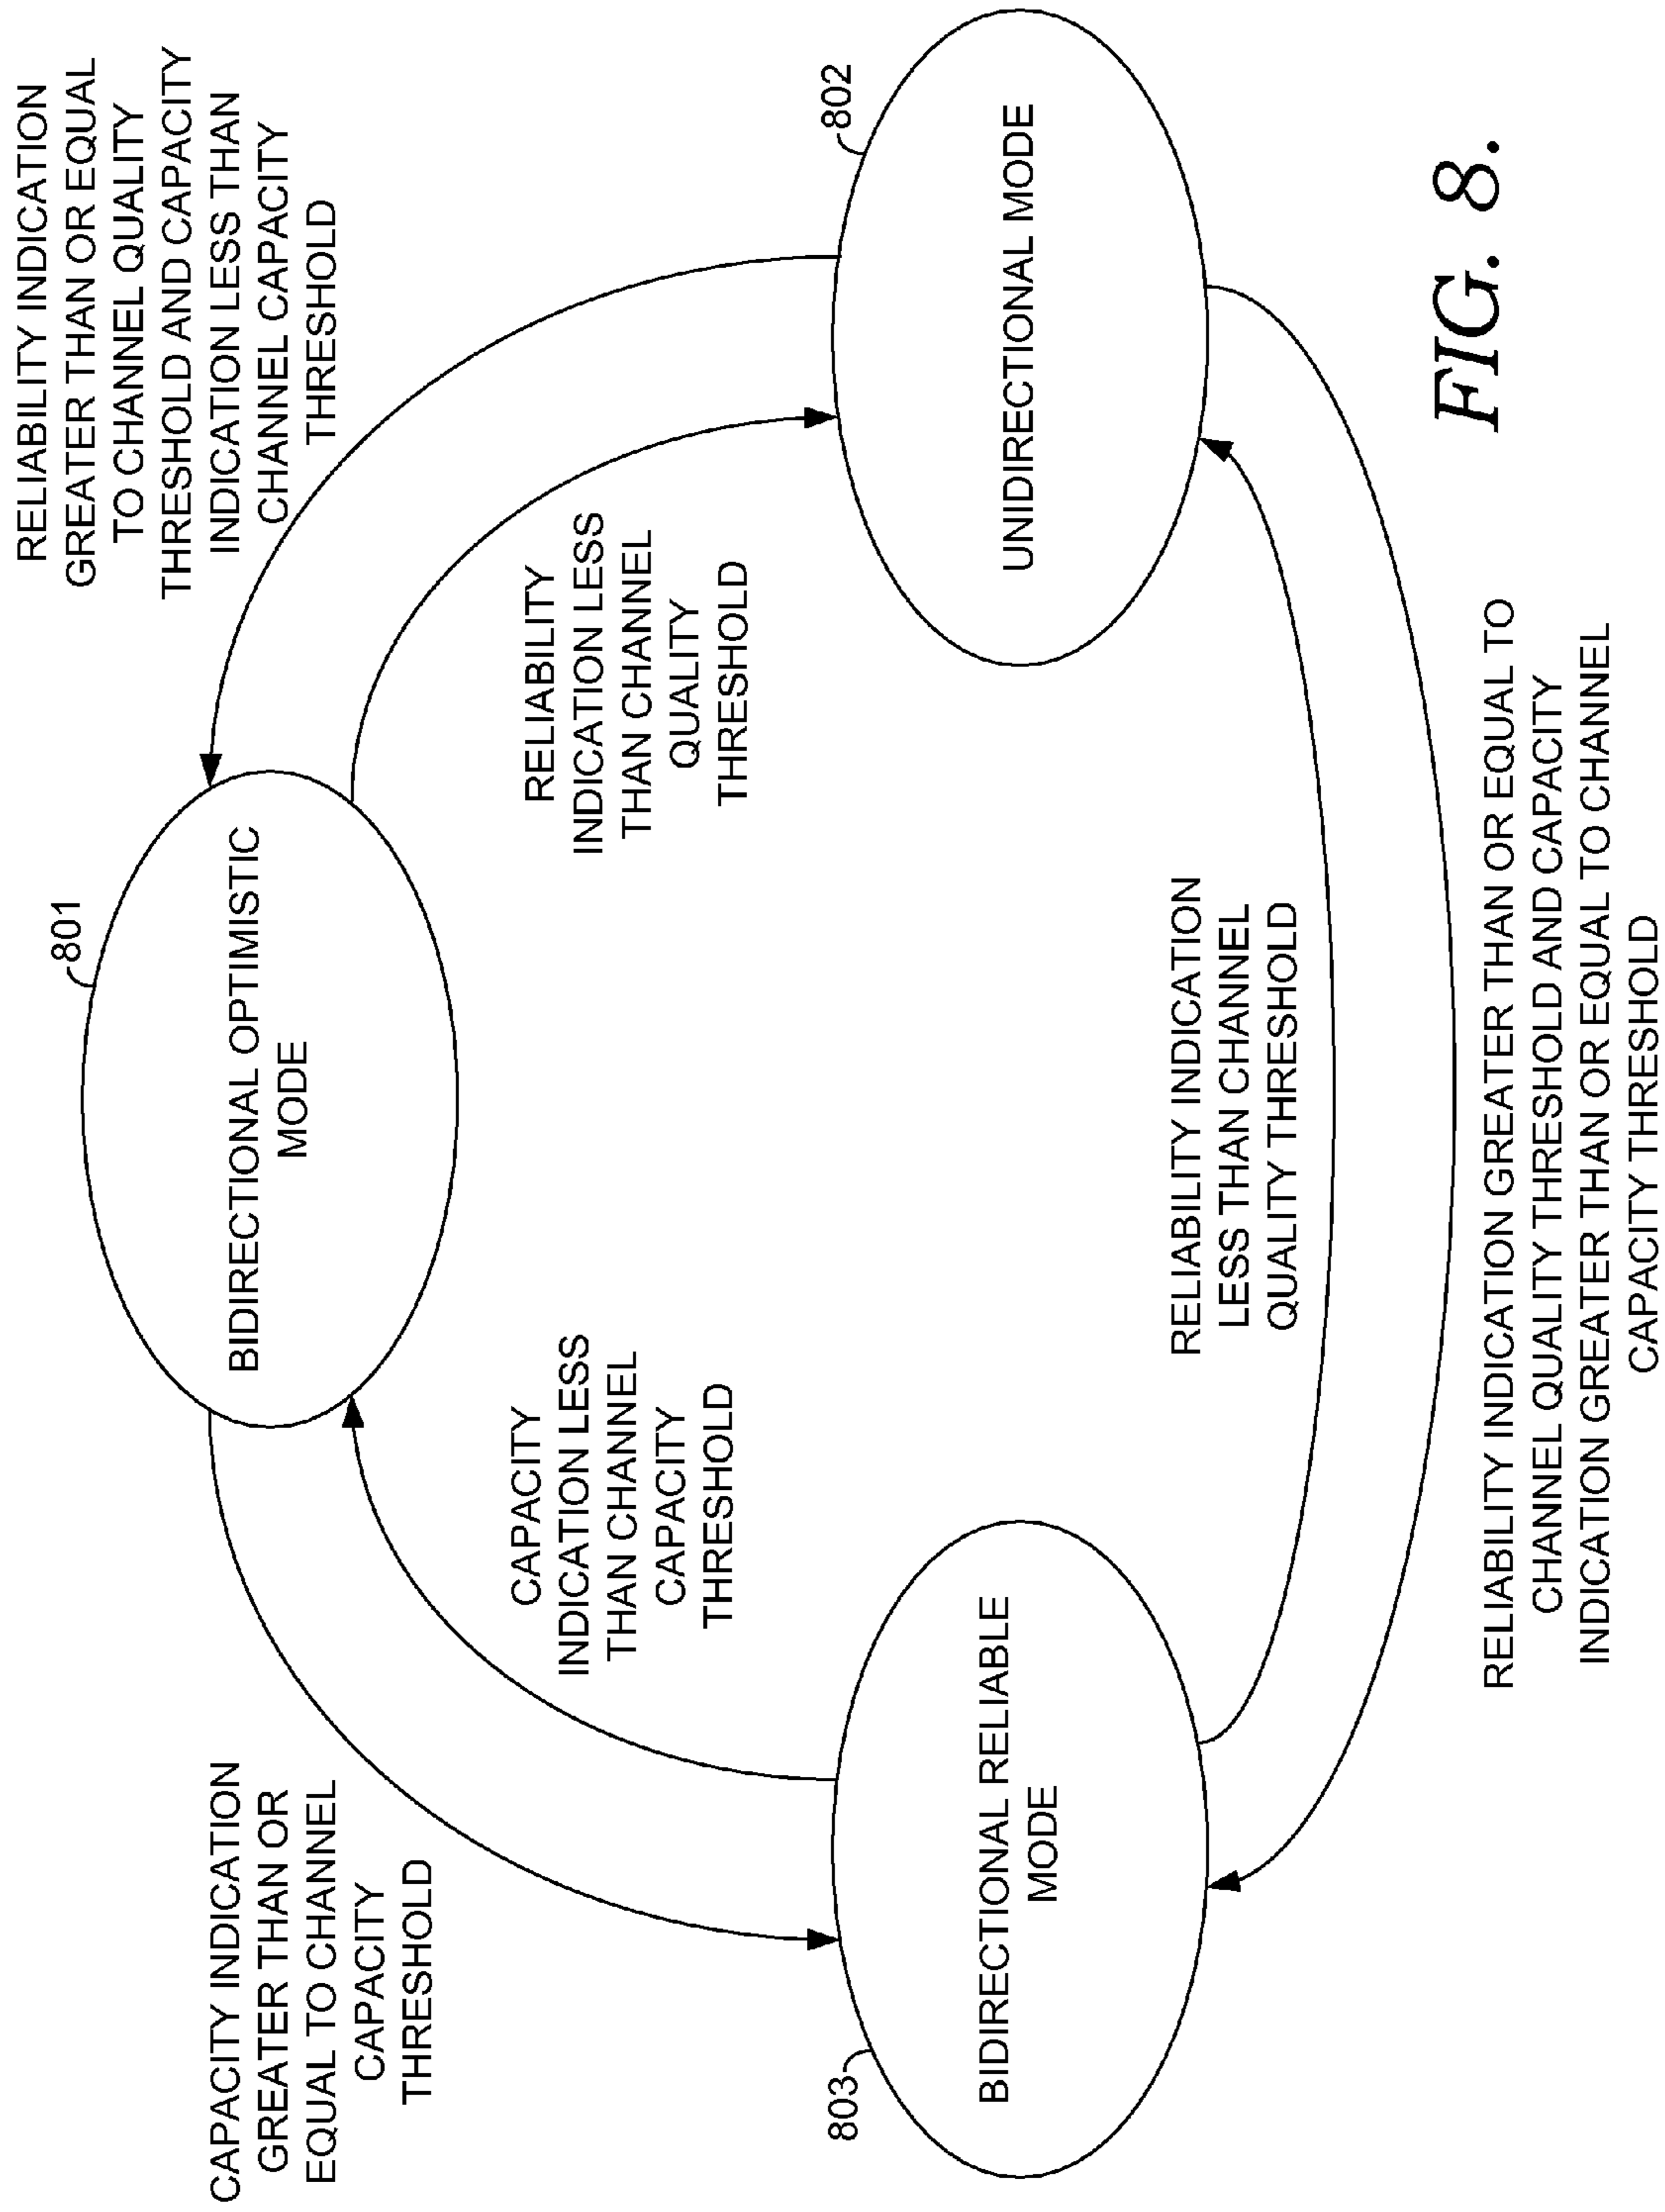 801
BIDIRECTIONAL OPTIMISTIC
MODE
RELIABILITY INDICATION
GREATER THAN OR EQUAL
TO CHANNEL QUALITY
THRESHOLD AND CAPACITY
INDICATION LESS THAN
CHANNEL CAPACITY
THRESHOLD
CAPACITY INDICATION
GREATER THAN OR
EQUAL TO CHANNEL
CAPACITY
THRESHOLD
CAPACITY
INDICATION LESS
THAN CHANNEL
CAPACITY
THRESHOLD
RELIABILITY
INDICATION LESS
THAN CHANNEL
QUALITY
THRESHOLD
803
BIDIRECTIONAL RELIABLE
MODE
802
UNIDIRECTIONAL MODE
RELIABILITY INDICATION
LESS THAN CHANNEL
QUALITY THRESHOLD
RELIABILITY INDICATION GREATER THAN OR EQUAL TO
CHANNEL QUALITY THRESHOLD AND CAPACITY
INDICATION GREATER THAN OR EQUAL TO CHANNEL
CAPACITY THRESHOLD
FIG. 8.